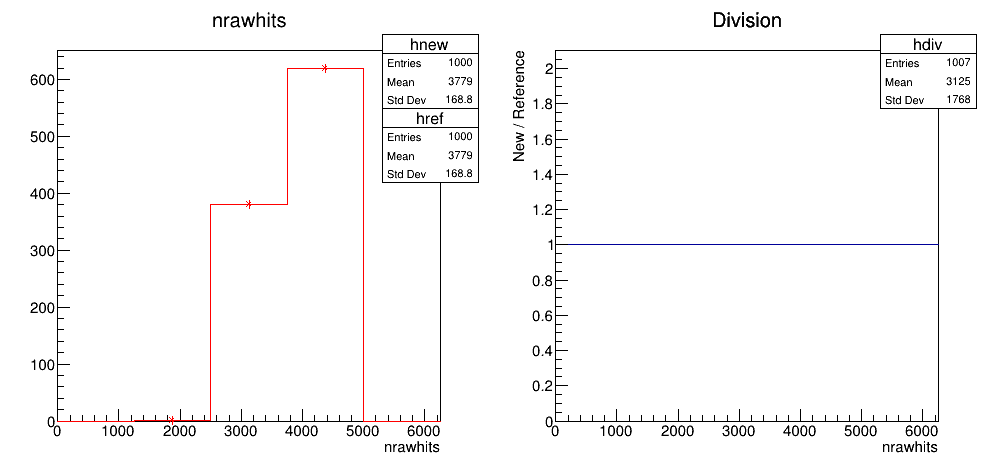 nrawhits
hnew
Entries 1000
Mean 3779
Std Dev 168.8
href
Entries 1000
Mean 3779
Std Dev 168.8
600
500
400
300
200
100
0
0 1000 2000 3000 4000 5000 6000
nrawhits
Division
hdiv
Entries 1007
Mean 3125
Std Dev 1768
New / Reference
2
1.8
1.6
1.4
1.2
1
0.8
0.6
0.4
0.2
0
0 1000 2000 3000 4000 5000 6000
nrawhits